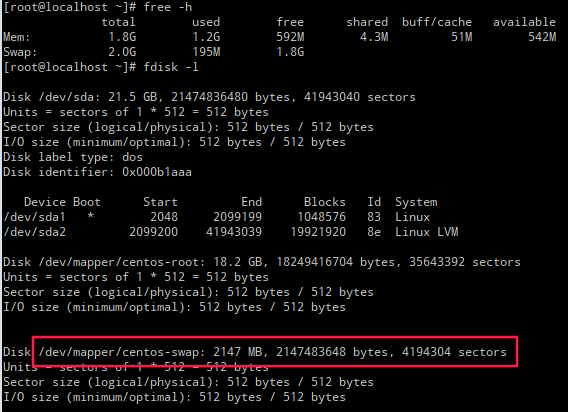 [root@localhost ~]# free -h
              total        used        free      shared  buff/cache   available
Mem:           1.8G        1.2G        592M        4.3M         51M        542M
Swap:          2.0G        195M        1.8G
[root@localhost ~]# fdisk -l
Disk /dev/sda: 21.5 GB, 21474836480 bytes, 41943040 sectors
Units = sectors of 1 * 512 = 512 bytes
Sector size (logical/physical): 512 bytes / 512 bytes
I/O size (minimum/optimal): 512 bytes / 512 bytes
Disk label type: dos
Disk identifier: 0x000b1aaa
   Device Boot      Start         End      Blocks   Id  System
/dev/sda1   *        2048     2099199     1048576   83  Linux
/dev/sda2         2099200    41943039    19921920   8e  Linux LVM
Disk /dev/mapper/centos-root: 18.2 GB, 18249416704 bytes, 35643392 sectors
Units = sectors of 1 * 512 = 512 bytes
Sector size (logical/physical): 512 bytes / 512 bytes
I/O size (minimum/optimal): 512 bytes / 512 bytes
Disk /dev/mapper/centos-swap: 2147 MB, 2147483648 bytes, 4194304 sectors
Units = sectors of 1 * 512 = 512 bytes
Sector size (logical/physical): 512 bytes / 512 bytes
I/O size (minimum/optimal): 512 bytes / 512 bytes